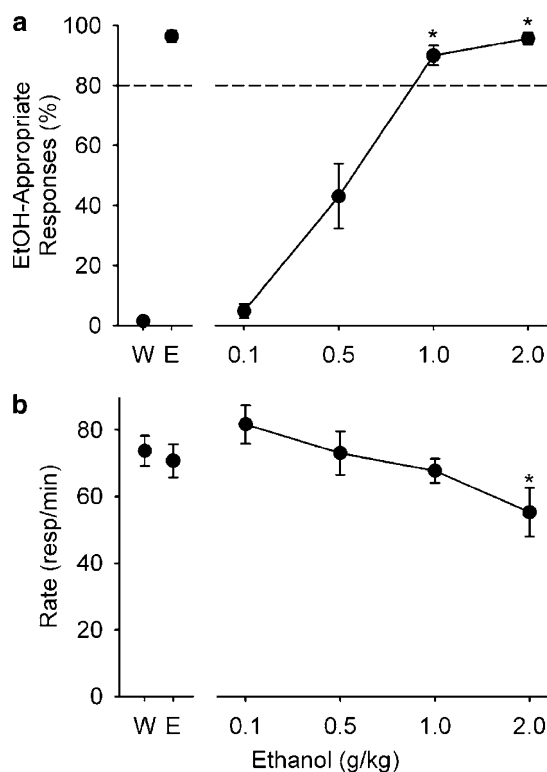 a
EtOH-Appropriate
Responses (%)
100
80
60
40
20
0
* *
W E 0.1 0.5 1.0 2.0
b
Rate (resp/min)
80
60
40
20
0
*
W E 0.1 0.5 1.0 2.0
Ethanol (g/kg)